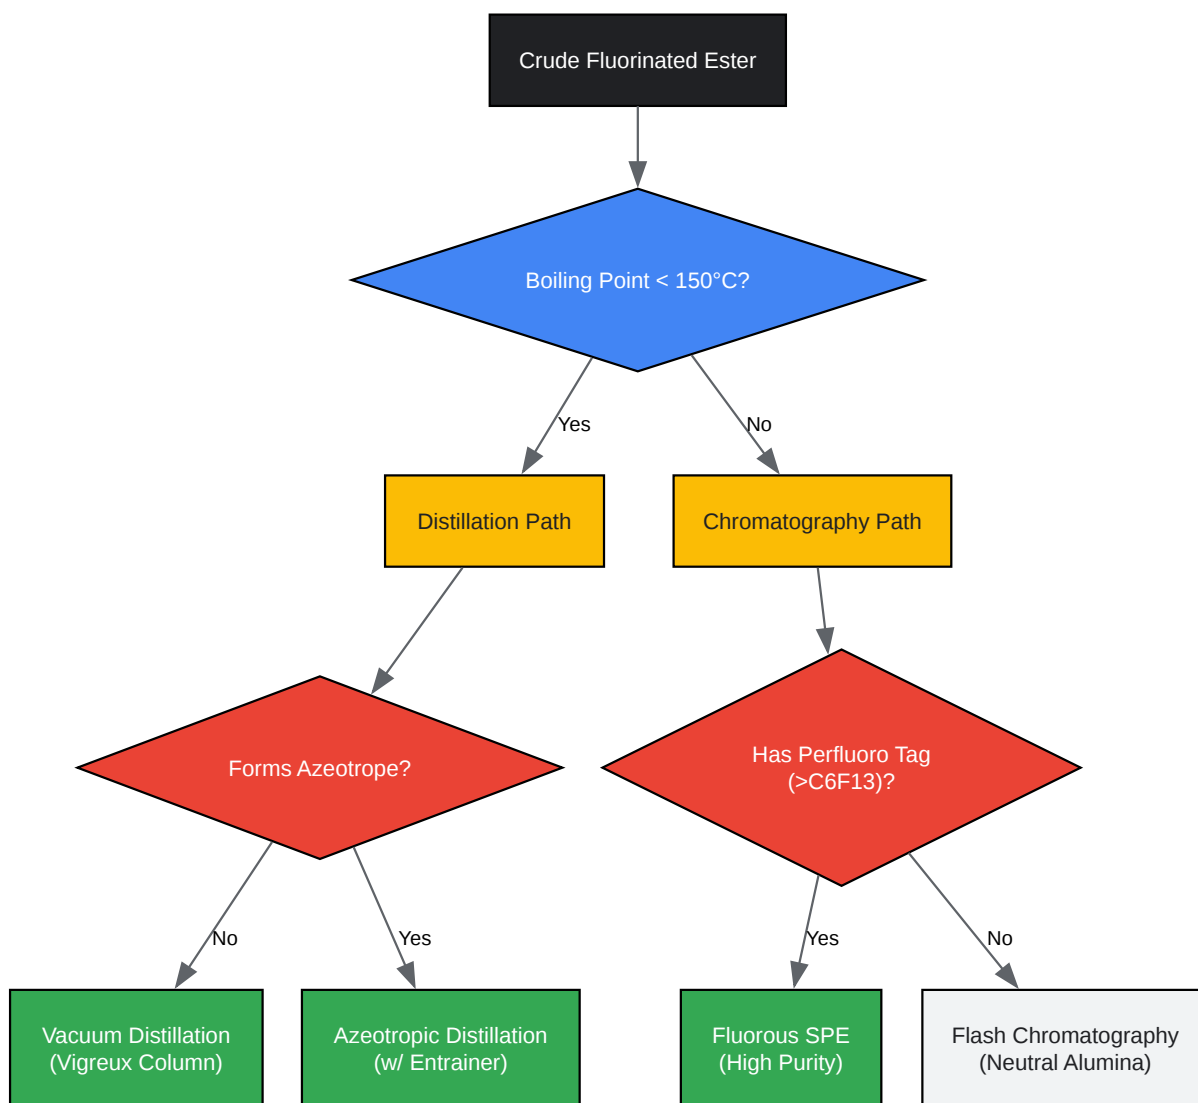 Crude Fluorinated Ester
Boiling Point < 150°C?
Yes
No
Distillation Path
Chromatography Path
Forms Azeotrope?
Has Perfluoro Tag
(>C6F13)?
No
Yes
Yes
No
Vacuum Distillation
(Vigreux Column)
Azeotropic Distillation
(w/ Entrainer)
Fluorous SPE
(High Purity)
Flash Chromatography
(Neutral Alumina)